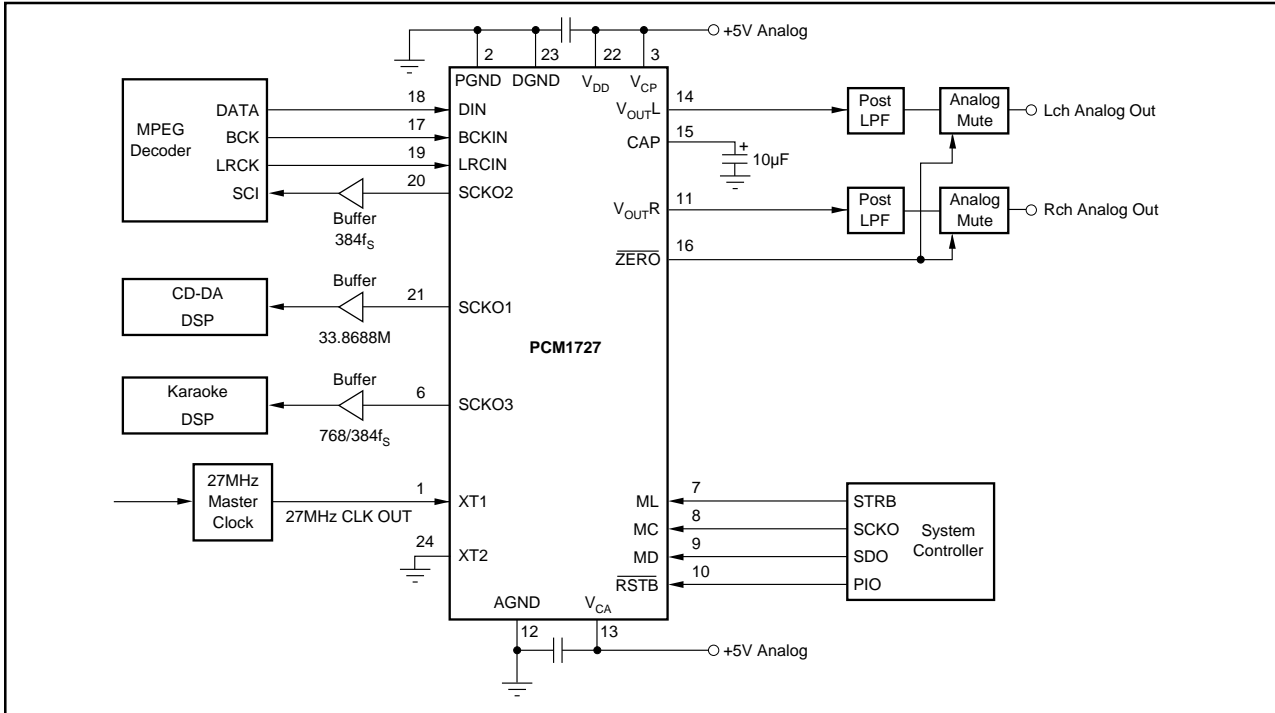 +5V Analog
2 23 22 3
PGND DGND VDD VCP
MPEG
Decoder
DATA 18 DIN
BCK 17 BCKIN
LRCK 19 LRCIN
SCI 20 SCKO2
Buffer
384fS
CD-DA
DSP
Buffer
21 SCKO1
33.8688M
Karaoke
DSP
Buffer
6 SCKO3
768/384fS
27MHz
Master
Clock
27MHz CLK OUT
1 XT1
24 XT2
PCM1727
VOUTL 14
Post
LPF
Analog
Mute
Lch Analog Out
CAP 15
+
10µF
VOUTR 11
Post
LPF
Analog
Mute
Rch Analog Out
ZERO 16
ML 7 STRB
MC 8 SCKO
MD 9 SDO
RSTB 10 PIO
System
Controller
AGND VCA
12 13
+5V Analog